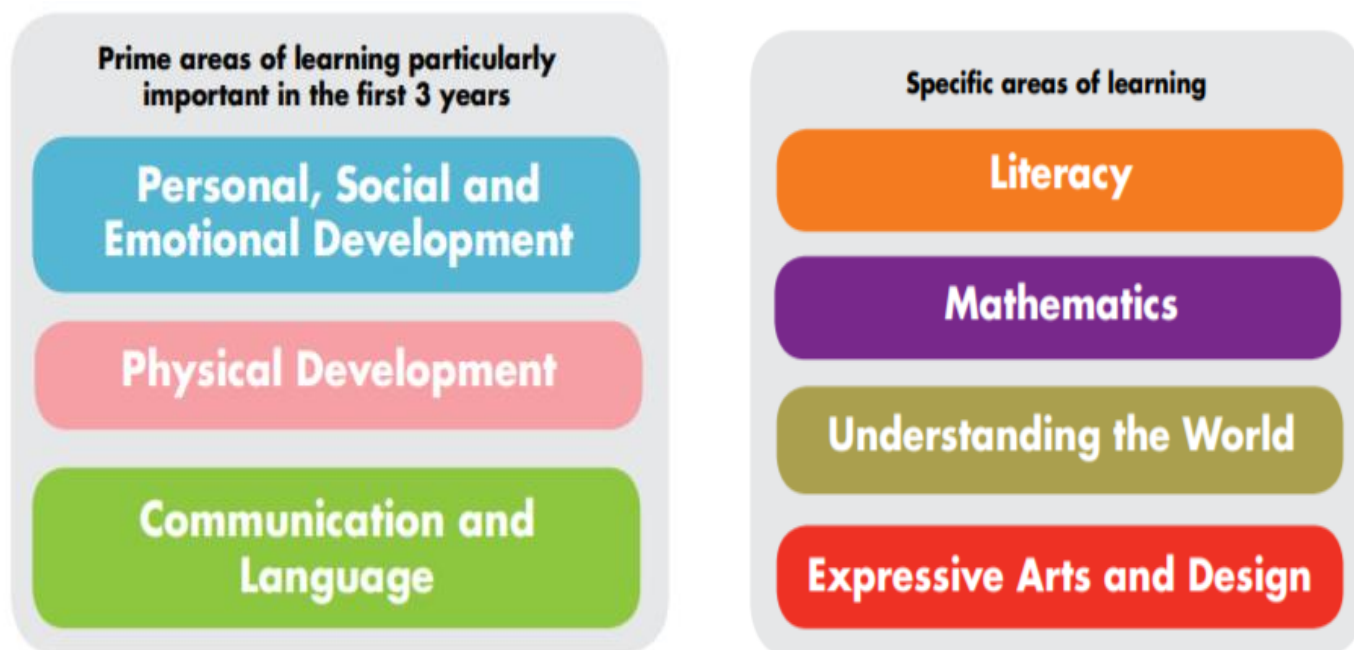 Prime areas of learning particularly
important in the first 3 years
Personal, Social and
Emotional Development
Physical Development
Communication and
Language
Specific areas of learning
Literacy
Mathematics
Understanding the World
Expressive Arts and Design